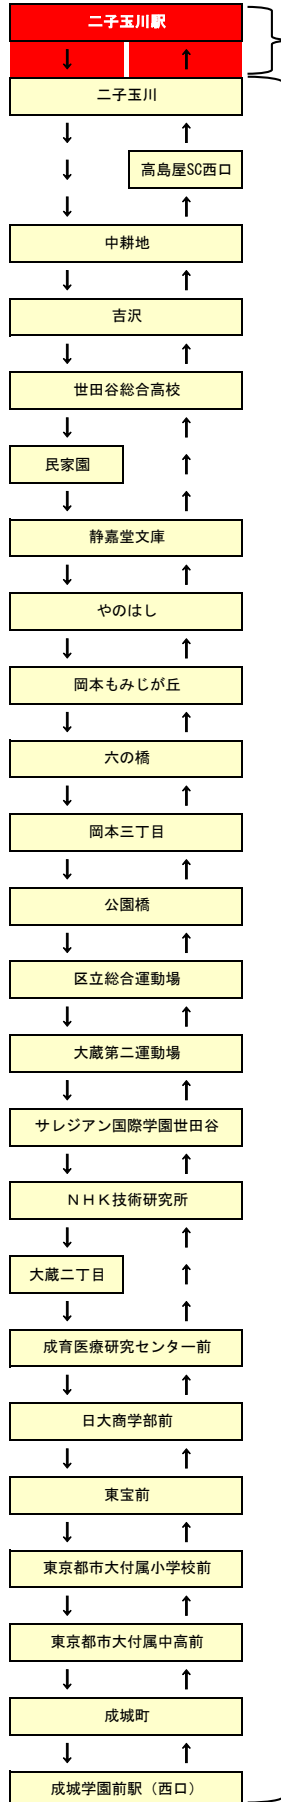 二子玉川駅
↓ ↑
二子玉川
↓ ↑
↓ 高島屋SC西口
↓ ↑
中耕地
↓ ↑
吉沢
↓ ↑
世田谷総合高校
↓ ↑
民家園 ↑
↓ ↑
静嘉堂文庫
↓ ↑
やのはし
↓ ↑
岡本もみじが丘
↓ ↑
六の橋
↓ ↑
岡本三丁目
↓ ↑
公園橋
↓ ↑
区立総合運動場
↓ ↑
大蔵第二運動場
↓ ↑
サレジアン国際学園世田谷
↓ ↑
ＮＨＫ技術研究所
↓ ↑
大蔵二丁目 ↑
↓ ↑
成育医療研究センター前
↓ ↑
日大商学部前
↓ ↑
東宝前
↓ ↑
東京都市大付属小学校前
↓ ↑
東京都市大付属中高前
↓ ↑
成城町
↓ ↑
成城学園前駅（西口）